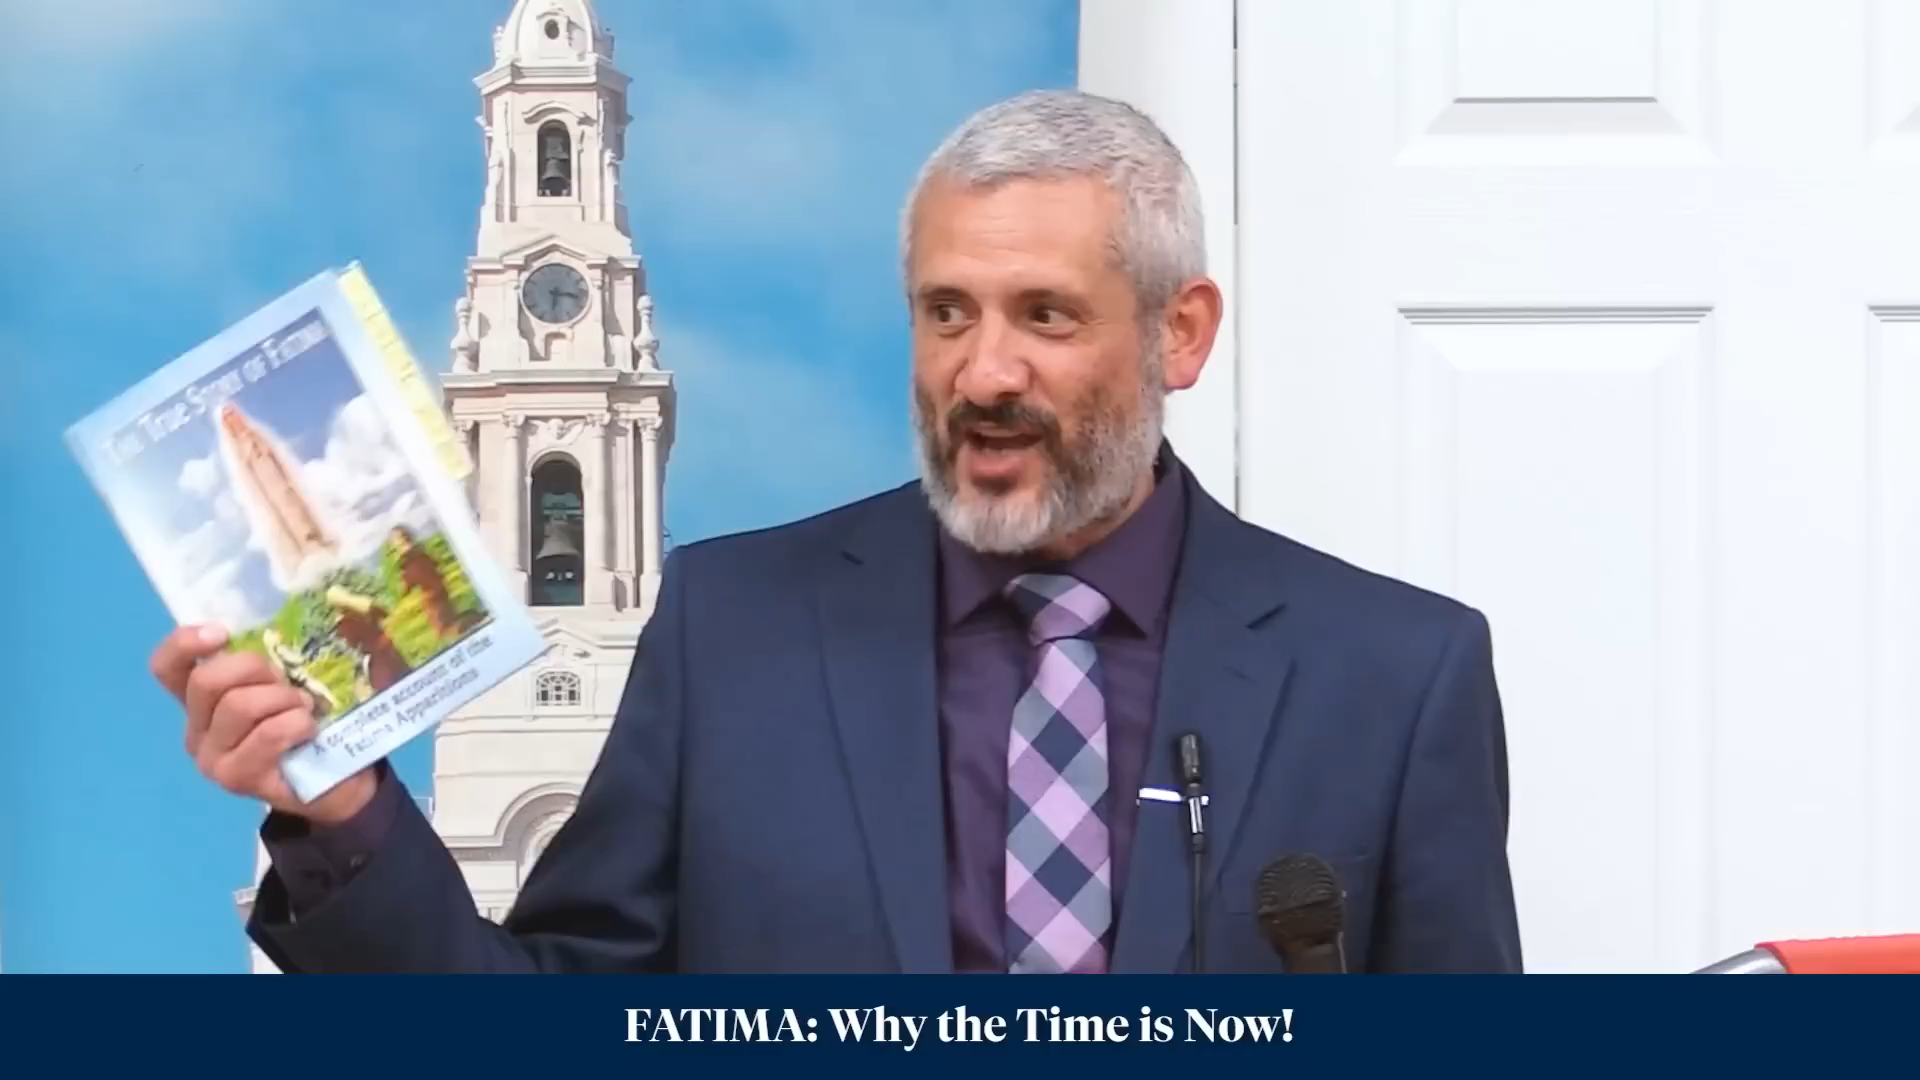 The True Story of Fatima
A complete account of the
Fatima Apparitions
FATIMA: Why the Time is Now!